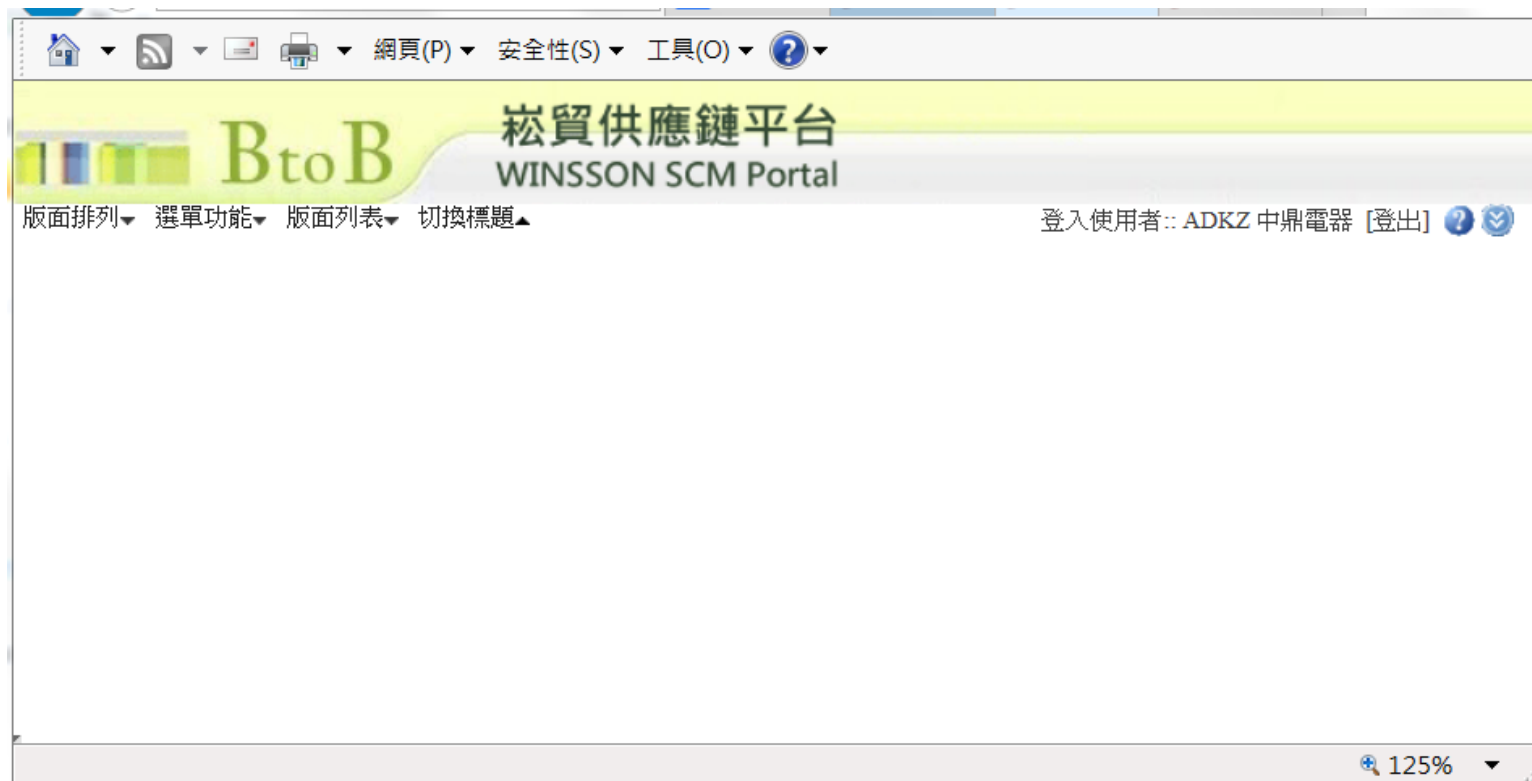 網頁(P) 安全性(S) 工具(O)
BtoB
崧貿供應鏈平台
WINSSON SCM Portal
版面排列 選單功能 版面列表 切換標題 登入使用者:: ADKZ 中鼎電器 [登出]
125%